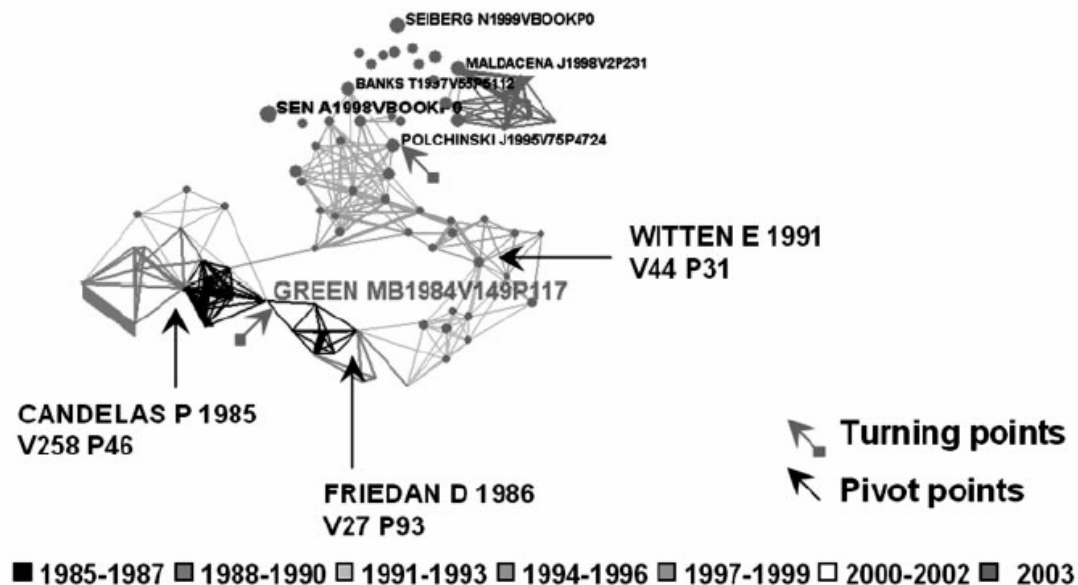 SEIBERG N1999VBOOKP0
MALDACENA J1998V2P231
BANKS T1997V55P5112
SEN A1998VBOOKP0
POLCHINSKI J1995V75P4724
WITTEN E 1991
V44 P31
GREEN MB1984V149P117
CANDELAS P 1985
V258 P46
FRIEDAN D 1986
V27 P93
Turning points
Pivot points
1985-1987 1988-1990 1991-1993 1994-1996 1997-1999 2000-2002 2003